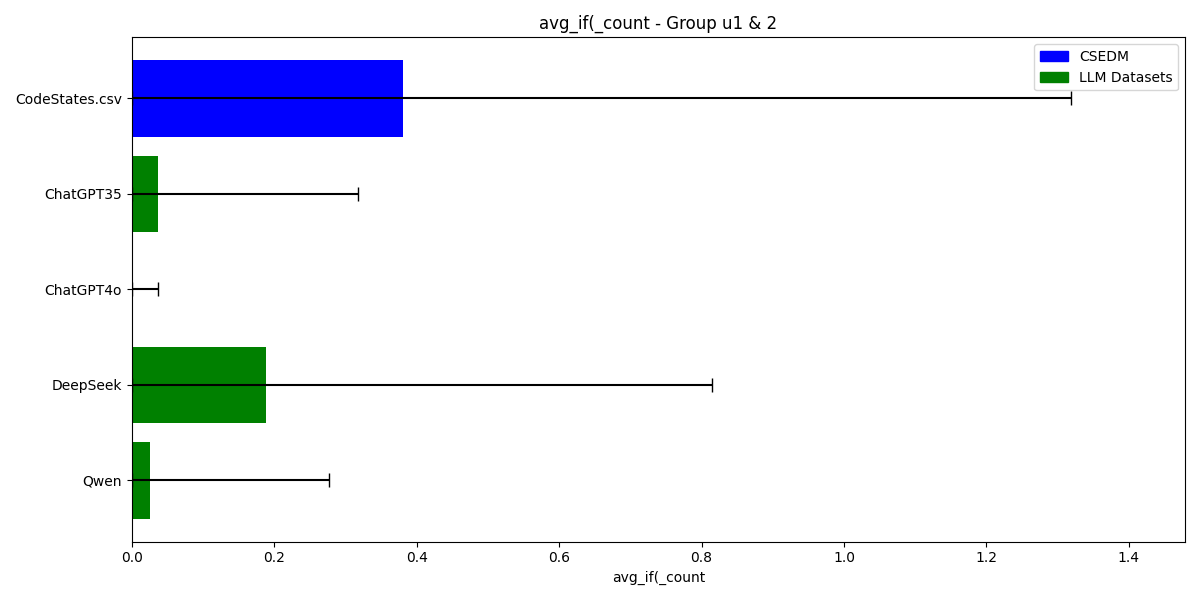 avg_if(_count - Group u1 & 2
CSEDM
LLM Datasets
CodeStates.csv
ChatGPT35
ChatGPT4o
DeepSeek
Qwen
0.0 0.2 0.4 0.6 0.8 1.0 1.2 1.4
avg_if(_count